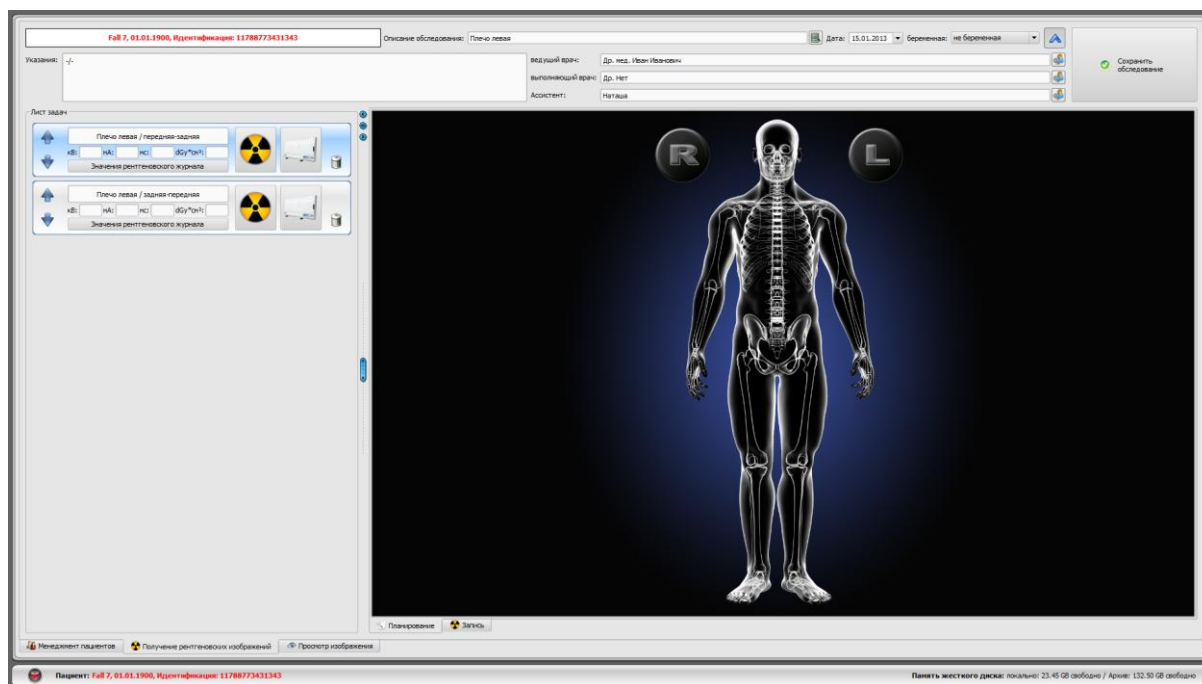 Fall 7, 01.01.1900, Идентификация: 11788773431343
Описание обследования: Плечо левая
Дата: 15.01.2013
беременная: не беременная
Сохранить
обследование
Указания: -/-
ведущий врач: Др. мед. Иван Иванович
выполняющий врач: Др. Нет
Ассистент: Наташа
Лист задач
Плечо левая / передняя-задняя
кВ: мА: мс: dGy*cm²:
Значения рентгеновского журнала
Плечо левая / задняя-передняя
кВ: мА: мс: dGy*cm²:
Значения рентгеновского журнала
R L
Планирование Запись
Менеджмент пациентов Получение рентгеновских изображений Просмотр изображения
Пациент: Fall 7, 01.01.1900, Идентификация: 11788773431343
Память жесткого диска: локально: 23.45 GB свободно / Архив: 132.50 GB свободно